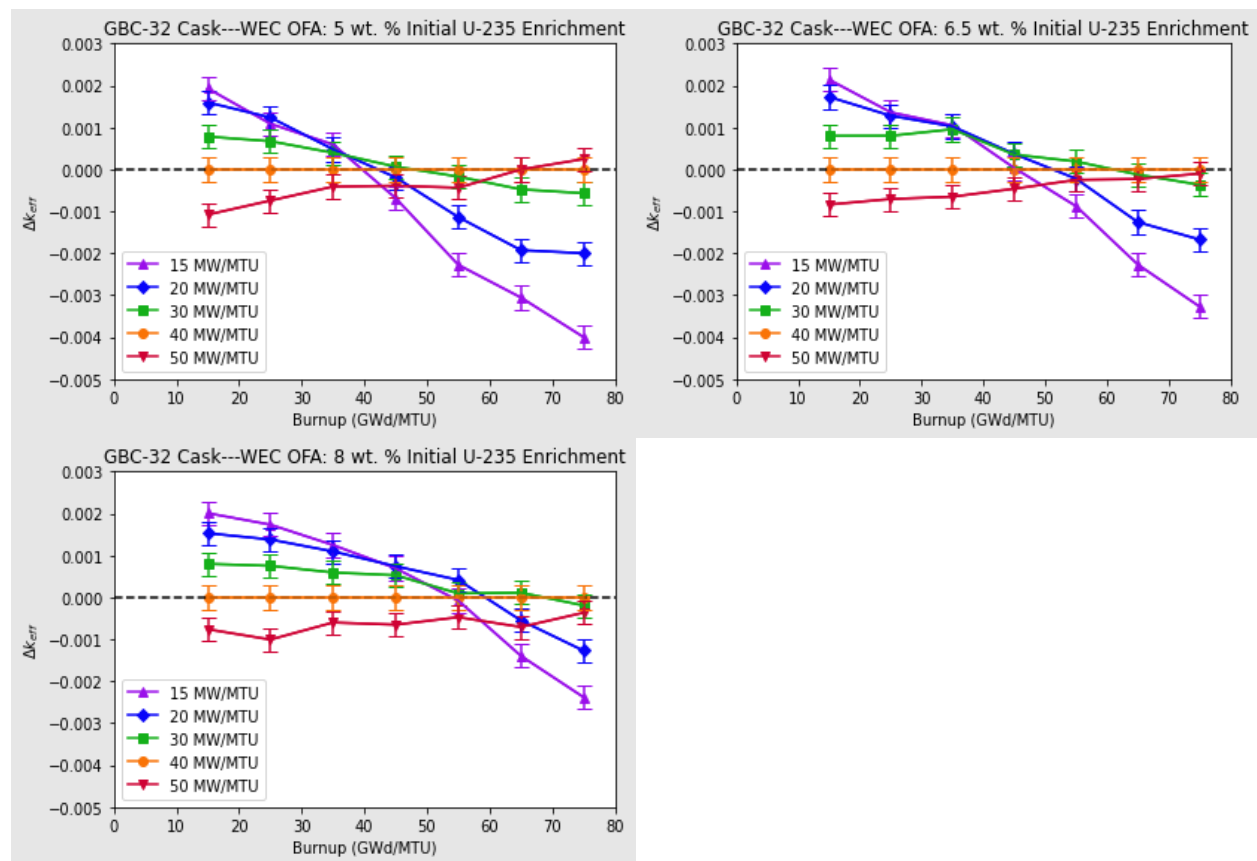 GBC-32 Cask---WEC OFA: 5 wt. % Initial U-235 Enrichment
0.003
0.002
0.001
0.000
−0.001
−0.002
−0.003
−0.004
−0.005
Δk_eff
15 MW/MTU
20 MW/MTU
30 MW/MTU
40 MW/MTU
50 MW/MTU
0 10 20 30 40 50 60 70 80
Burnup (GWd/MTU)
GBC-32 Cask---WEC OFA: 6.5 wt. % Initial U-235 Enrichment
0.003
0.002
0.001
0.000
−0.001
−0.002
−0.003
−0.004
−0.005
Δk_eff
15 MW/MTU
20 MW/MTU
30 MW/MTU
40 MW/MTU
50 MW/MTU
0 10 20 30 40 50 60 70 80
Burnup (GWd/MTU)
GBC-32 Cask---WEC OFA: 8 wt. % Initial U-235 Enrichment
0.003
0.002
0.001
0.000
−0.001
−0.002
−0.003
−0.004
−0.005
Δk_eff
15 MW/MTU
20 MW/MTU
30 MW/MTU
40 MW/MTU
50 MW/MTU
0 10 20 30 40 50 60 70 80
Burnup (GWd/MTU)